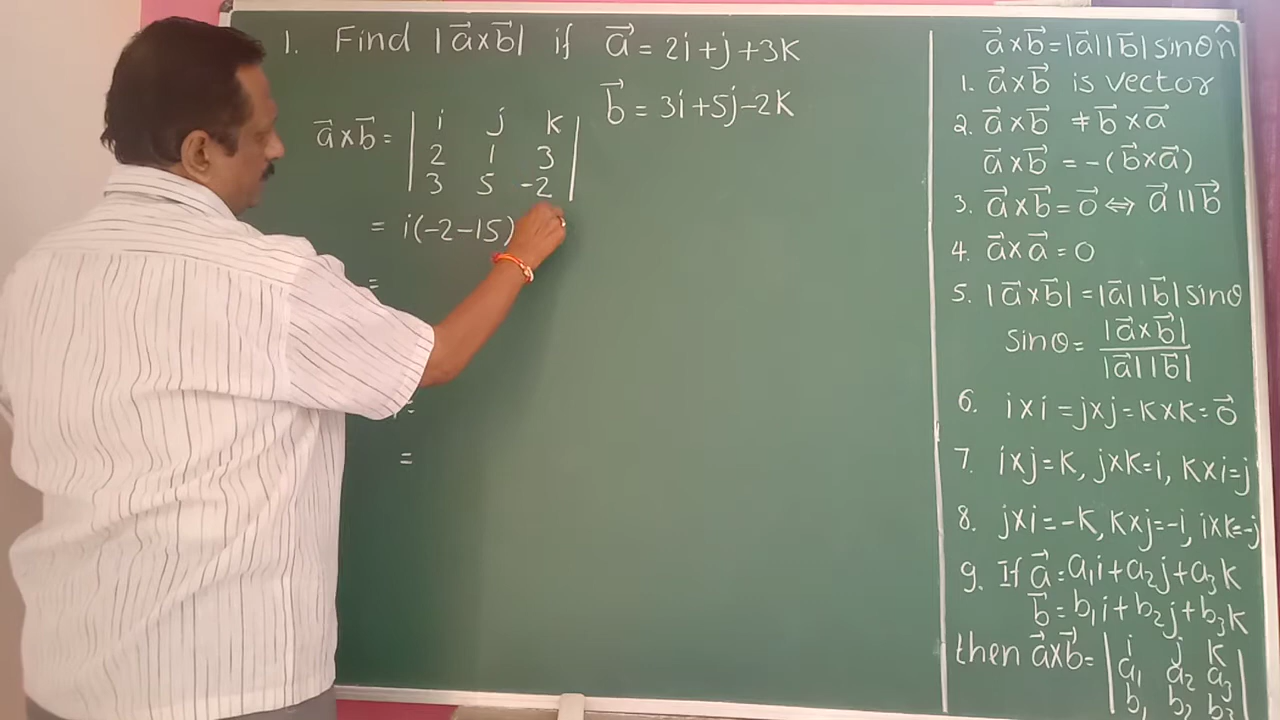 1. Find |a⃗×b⃗| if a⃗ = 2i+j+3k
b⃗ = 3i+5j-2k
a⃗×b⃗ = | i j k |
| 2 1 3 |
| 3 5 -2 |
= i(-2-15)
=
=
a⃗×b⃗ = |a⃗||b⃗| sinθ n̂
1. a⃗×b⃗ is vector
2. a⃗×b⃗ ≠ b⃗×a⃗
a⃗×b⃗ = -(b⃗×a⃗)
3. a⃗×b⃗ = 0⃗ ⇔ a⃗ || b⃗
4. a⃗×a⃗ = 0
5. |a⃗×b⃗| = |a⃗||b⃗| sinθ
sinθ = |a⃗×b⃗| / |a⃗||b⃗|
6. i×i = j×j = k×k = 0⃗
7. i×j=k, j×k=i, k×i=j
8. j×i=-k, k×j=-i, i×k=-j
9. If a⃗ = a₁i+a₂j+a₃k
b⃗ = b₁i+b₂j+b₃k
then a⃗×b⃗ = | i j k |
| a₁ a₂ a₃ |
| b₁ b₂ b₃ |